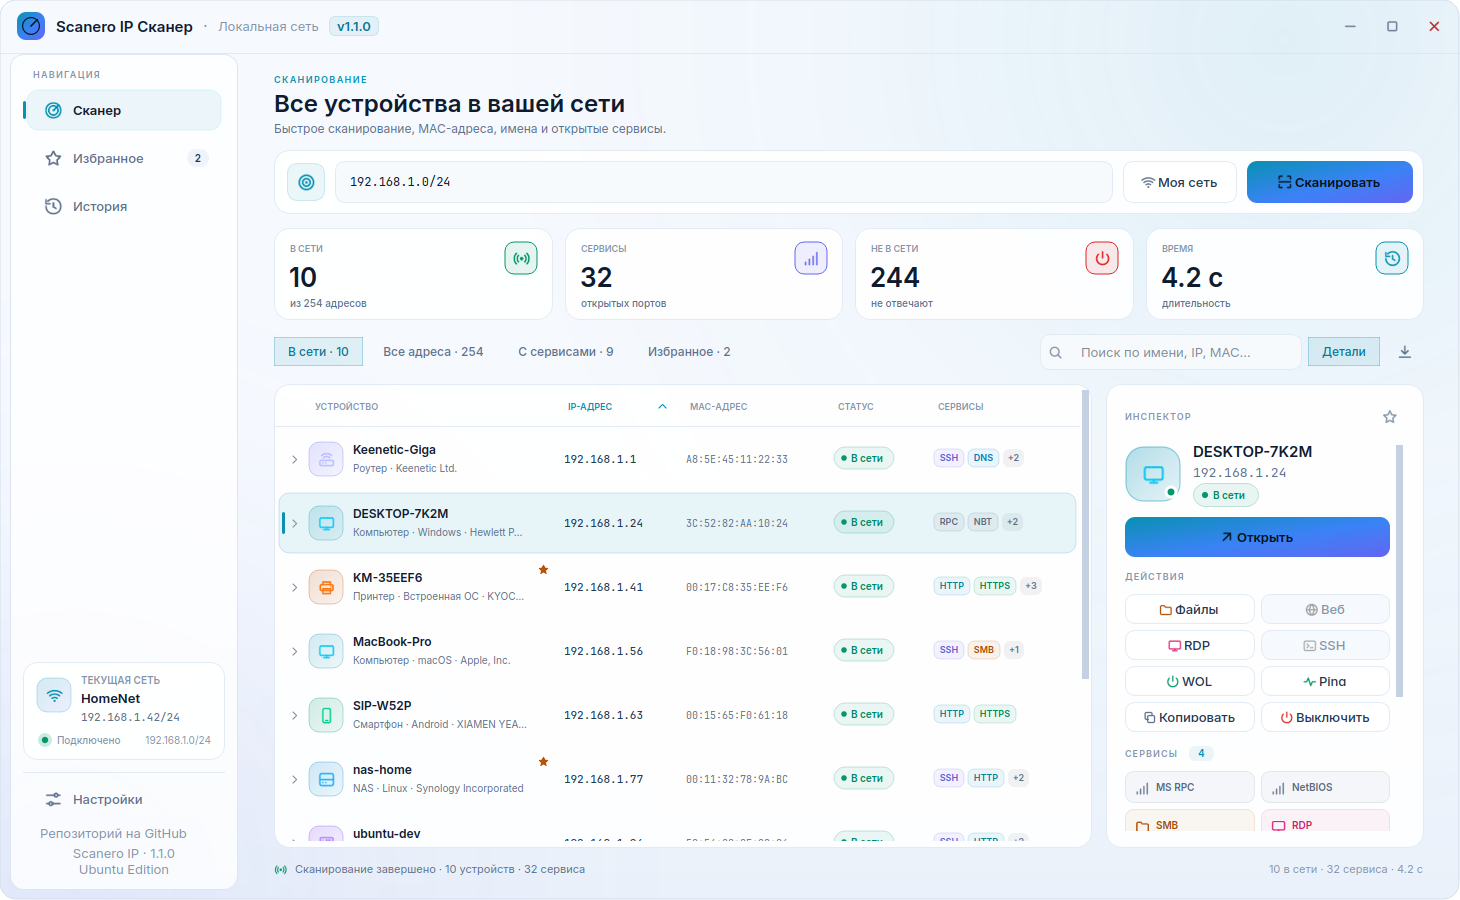 Scanero IP Сканер · Локальная сеть v1.1.0
НАВИГАЦИЯ
Сканер
Избранное 2
История
ТЕКУЩАЯ СЕТЬ
HomeNet
192.168.1.42/24
Подключено 192.168.1.0/24
Настройки
Репозиторий на GitHub
Scanero IP · 1.1.0
Ubuntu Edition
СКАНИРОВАНИЕ
Все устройства в вашей сети
Быстрое сканирование, MAC-адреса, имена и открытые сервисы.
192.168.1.0/24 Моя сеть Сканировать
В СЕТИ
10
из 254 адресов
СЕРВИСЫ
32
открытых портов
НЕ В СЕТИ
244
не отвечают
ВРЕМЯ
4.2 с
длительность
В сети · 10 Все адреса · 254 С сервисами · 9 Избранное · 2 Поиск по имени, IP, MAC... Детали
УСТРОЙСТВО IP-АДРЕС MAC-АДРЕС СТАТУС СЕРВИСЫ
Keenetic-Giga
Роутер · Keenetic Ltd.
192.168.1.1 A8:5E:45:11:22:33 В сети SSH DNS +2
DESKTOP-7K2M
Компьютер · Windows · Hewlett P...
192.168.1.24 3C:52:82:AA:10:24 В сети RPC NBT +2
KM-35EEF6
Принтер · Встроенная ОС · KYOC...
192.168.1.41 00:17:C8:35:EE:F6 В сети HTTP HTTPS +3
MacBook-Pro
Компьютер · macOS · Apple, Inc.
192.168.1.56 F0:18:98:3C:56:01 В сети SSH SMB +1
SIP-W52P
Смартфон · Android · XIAMEN YEA...
192.168.1.63 00:15:65:F0:61:18 В сети HTTP HTTPS
nas-home
NAS · Linux · Synology Incorporated
192.168.1.77 00:11:32:78:9A:BC В сети SSH HTTP +2
ubuntu-dev
ИНСПЕКТОР
DESKTOP-7K2M
192.168.1.24
В сети
Открыть
ДЕЙСТВИЯ
Файлы Веб
RDP SSH
WOL Ping
Копировать Выключить
СЕРВИСЫ 4
MS RPC NetBIOS
SMB RDP
Сканирование завершено · 10 устройств · 32 сервиса
10 в сети · 32 сервиса · 4.2 с